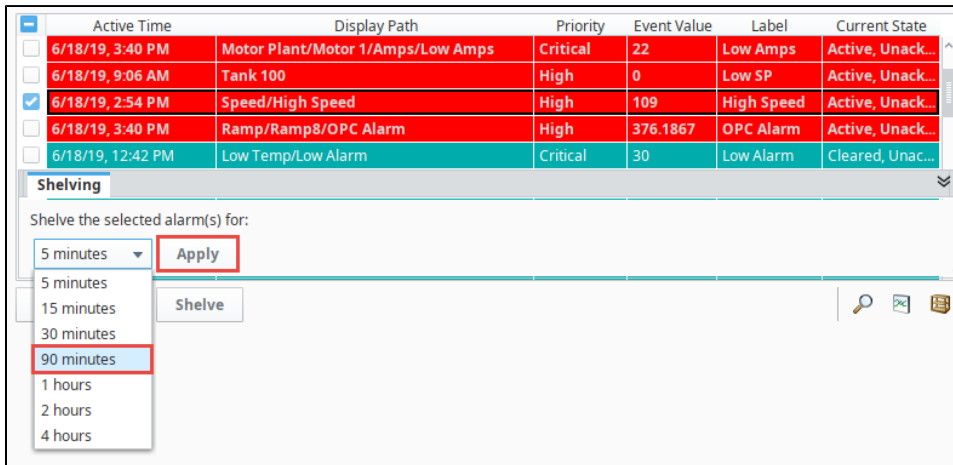 Active Time Display Path Priority Event Value Label Current State
6/18/19, 3:40 PM Motor Plant/Motor 1/Amps/Low Amps Critical 22 Low Amps Active, Unack...
6/18/19, 9:06 AM Tank 100 High 0 Low SP Active, Unack...
6/18/19, 2:54 PM Speed/High Speed High 109 High Speed Active, Unack...
6/18/19, 3:40 PM Ramp/Ramp8/OPC Alarm High 376.1867 OPC Alarm Active, Unack...
6/18/19, 12:42 PM Low Temp/Low Alarm Critical 30 Low Alarm Cleared, Unac...
Shelving
Shelve the selected alarm(s) for:
5 minutes Apply
5 minutes
15 minutes Shelve
30 minutes
90 minutes
1 hours
2 hours
4 hours